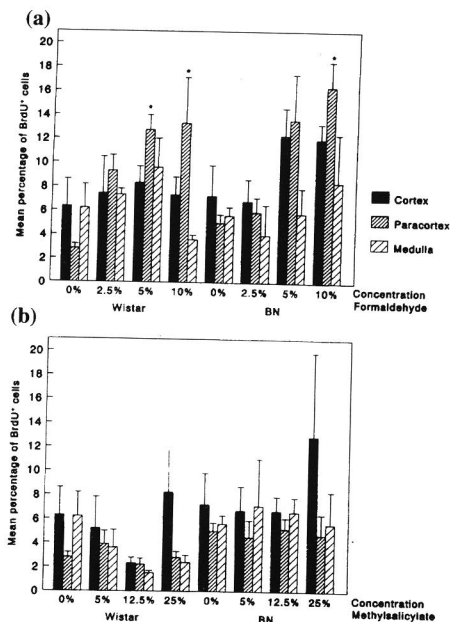 (a)
Mean percentage of BrdU+ cells
20
18
16
14
12
10
8
6
4
2
0
* * *
0% 2.5% 5% 10% 0% 2.5% 5% 10% Concentration
Wistar BN Formaldehyde
Cortex
Paracortex
Medulla
(b)
Mean percentage of BrdU+ cells
20
18
16
14
12
10
8
6
4
2
0
0% 5% 12.5% 25% 0% 5% 12.5% 25% Concentration
Wistar BN Methylsalicylate